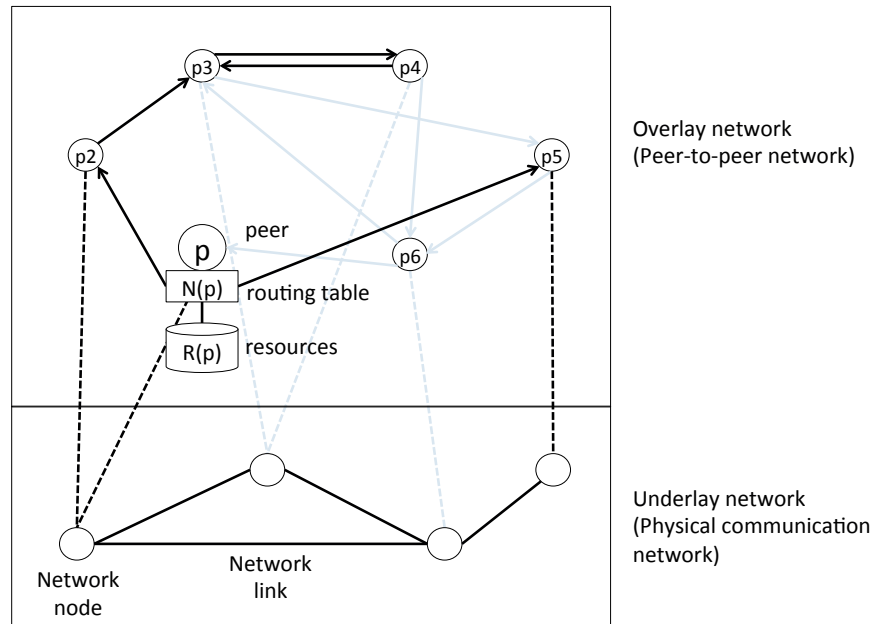 p3
p4
p2
p5
Overlay network
(Peer-to-peer network)
peer
p
p6
N(p)
routing table
R(p)
resources
Underlay network
(Physical communication
network)
Network
node
Network
link